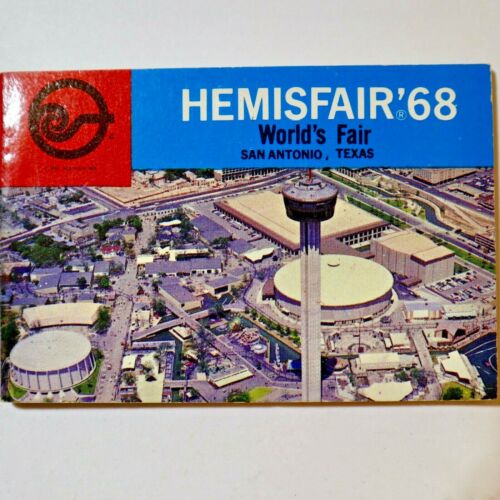 HEMISFAIR®'68
World's Fair
SAN ANTONIO, TEXAS